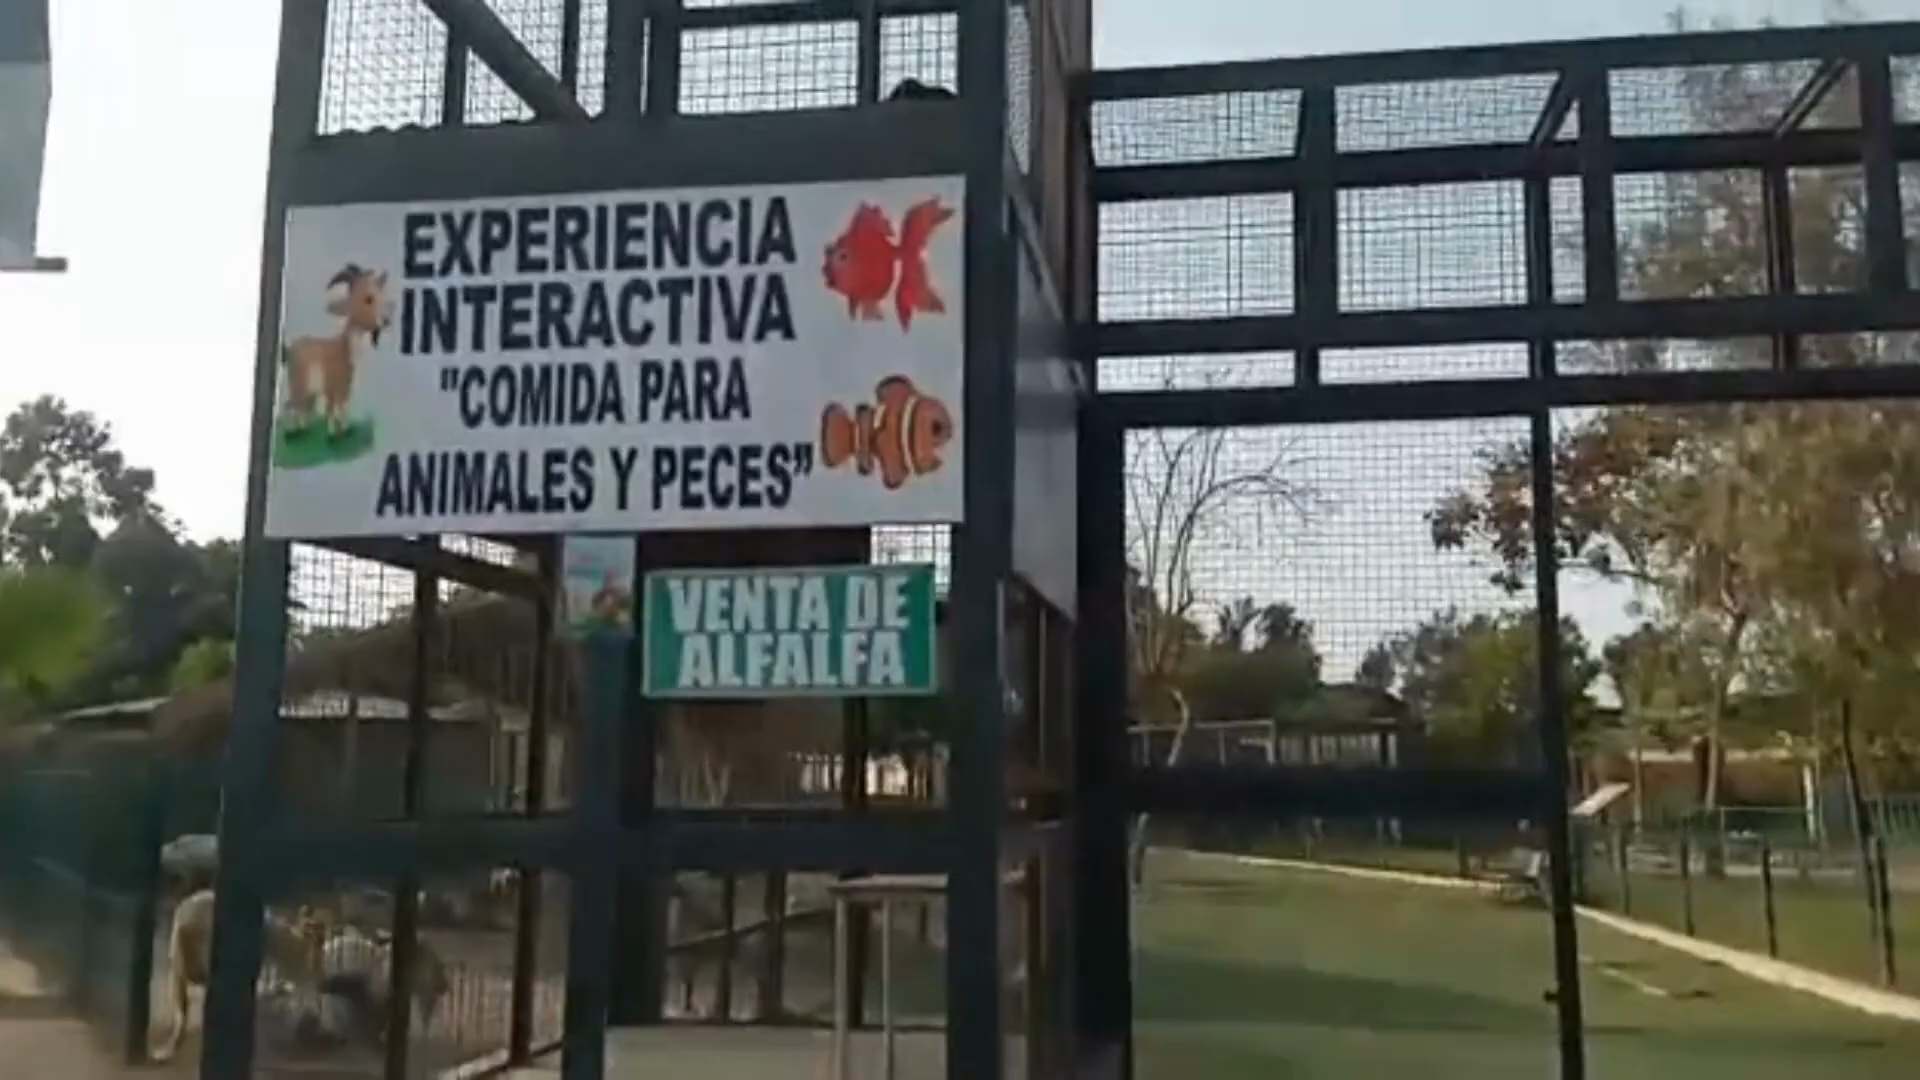 EXPERIENCIA
INTERACTIVA
"COMIDA PARA
ANIMALES Y PECES”
VENTA DE
ALFALFA